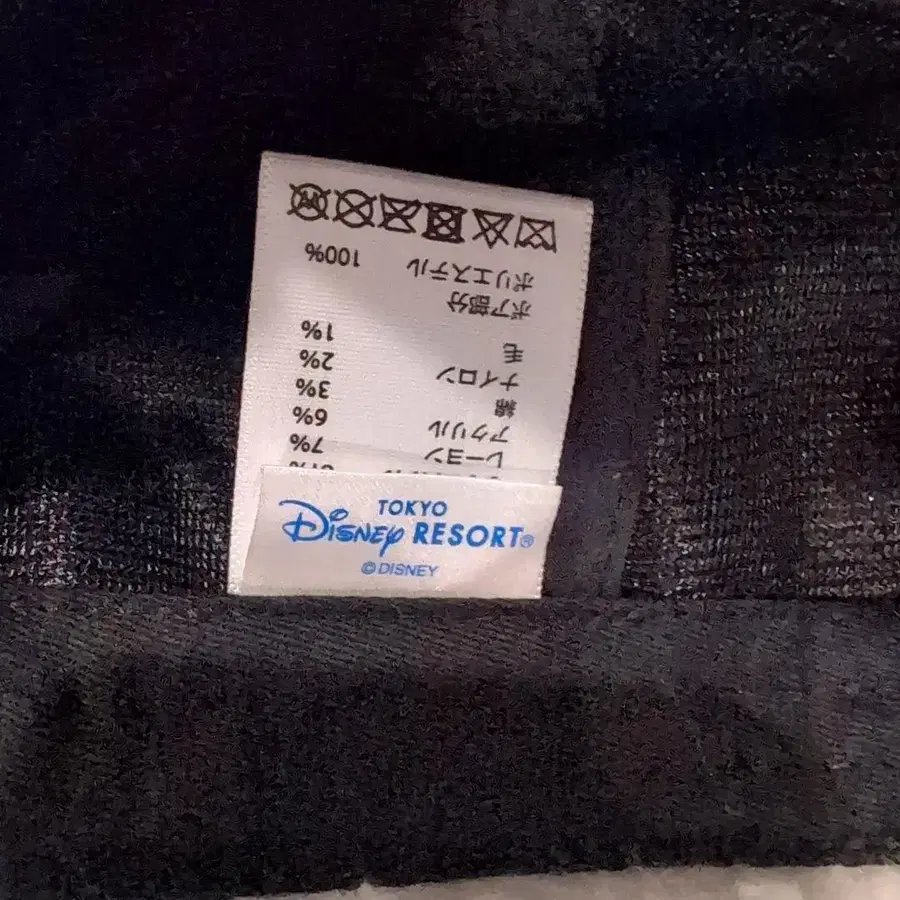 レーヨン 7%
アクリル 6%
綿 3%
ナイロン 2%
毛 1%
ボア部分
ポリエステル 100%
TOKYO
Disney RESORT®
©DISNEY